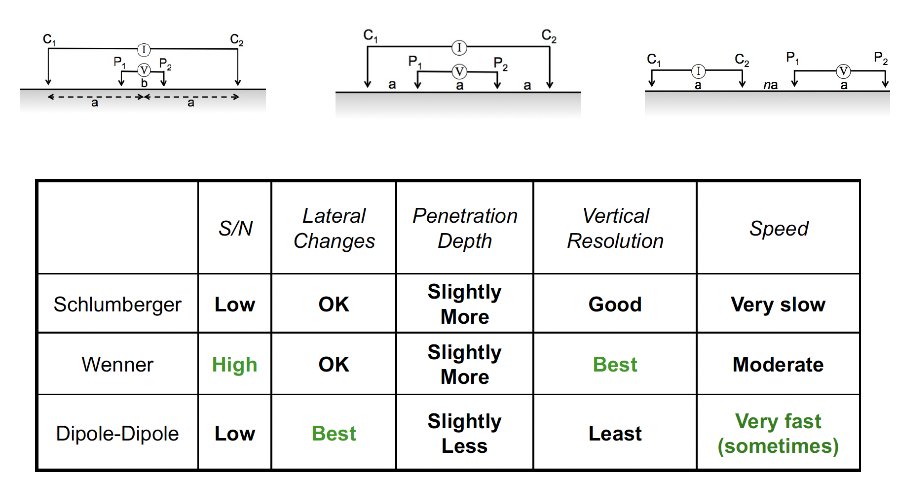 C₁ I C₂
P₁ V P₂
b
a a
C₁ I C₂
P₁ V P₂
a a a
C₁ I C₂ P₁ V P₂
a na a
S/N Lateral Changes Penetration Depth Vertical Resolution Speed
Schlumberger Low OK Slightly More Good Very slow
Wenner High OK Slightly More Best Moderate
Dipole-Dipole Low Best Slightly Less Least Very fast (sometimes)